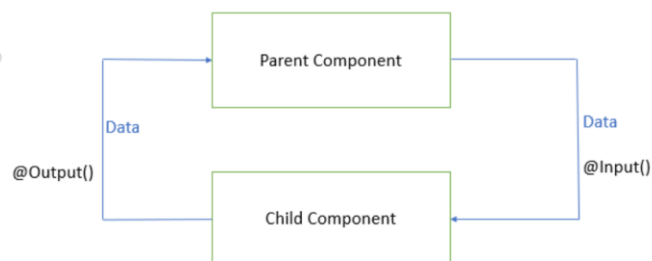 Parent Component
Data
Data
@Output()
@Input()
Child Component